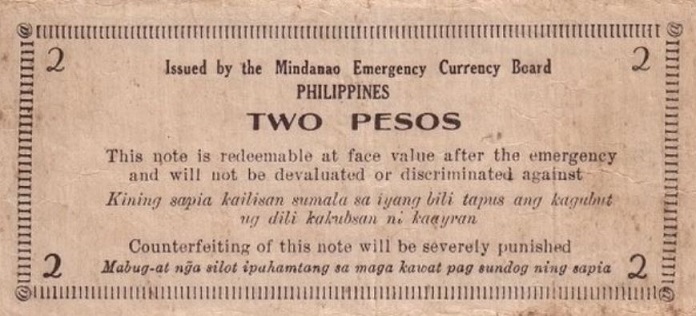 2 2
Issued by the Mindanao Emergency Currency Board
PHILIPPINES
TWO PESOS
This note is redeemable at face value after the emergency
and will not be devaluated or discriminated against
Kining sapia kailisan sumala sa iyang bili tapus ang kagubut
ug dili kakubsan ni kaayran
Counterfeiting of this note will be severely punished
Mabug-at nga silot ipahamtang sa maga kawat pag sundog ning sapia
2 2